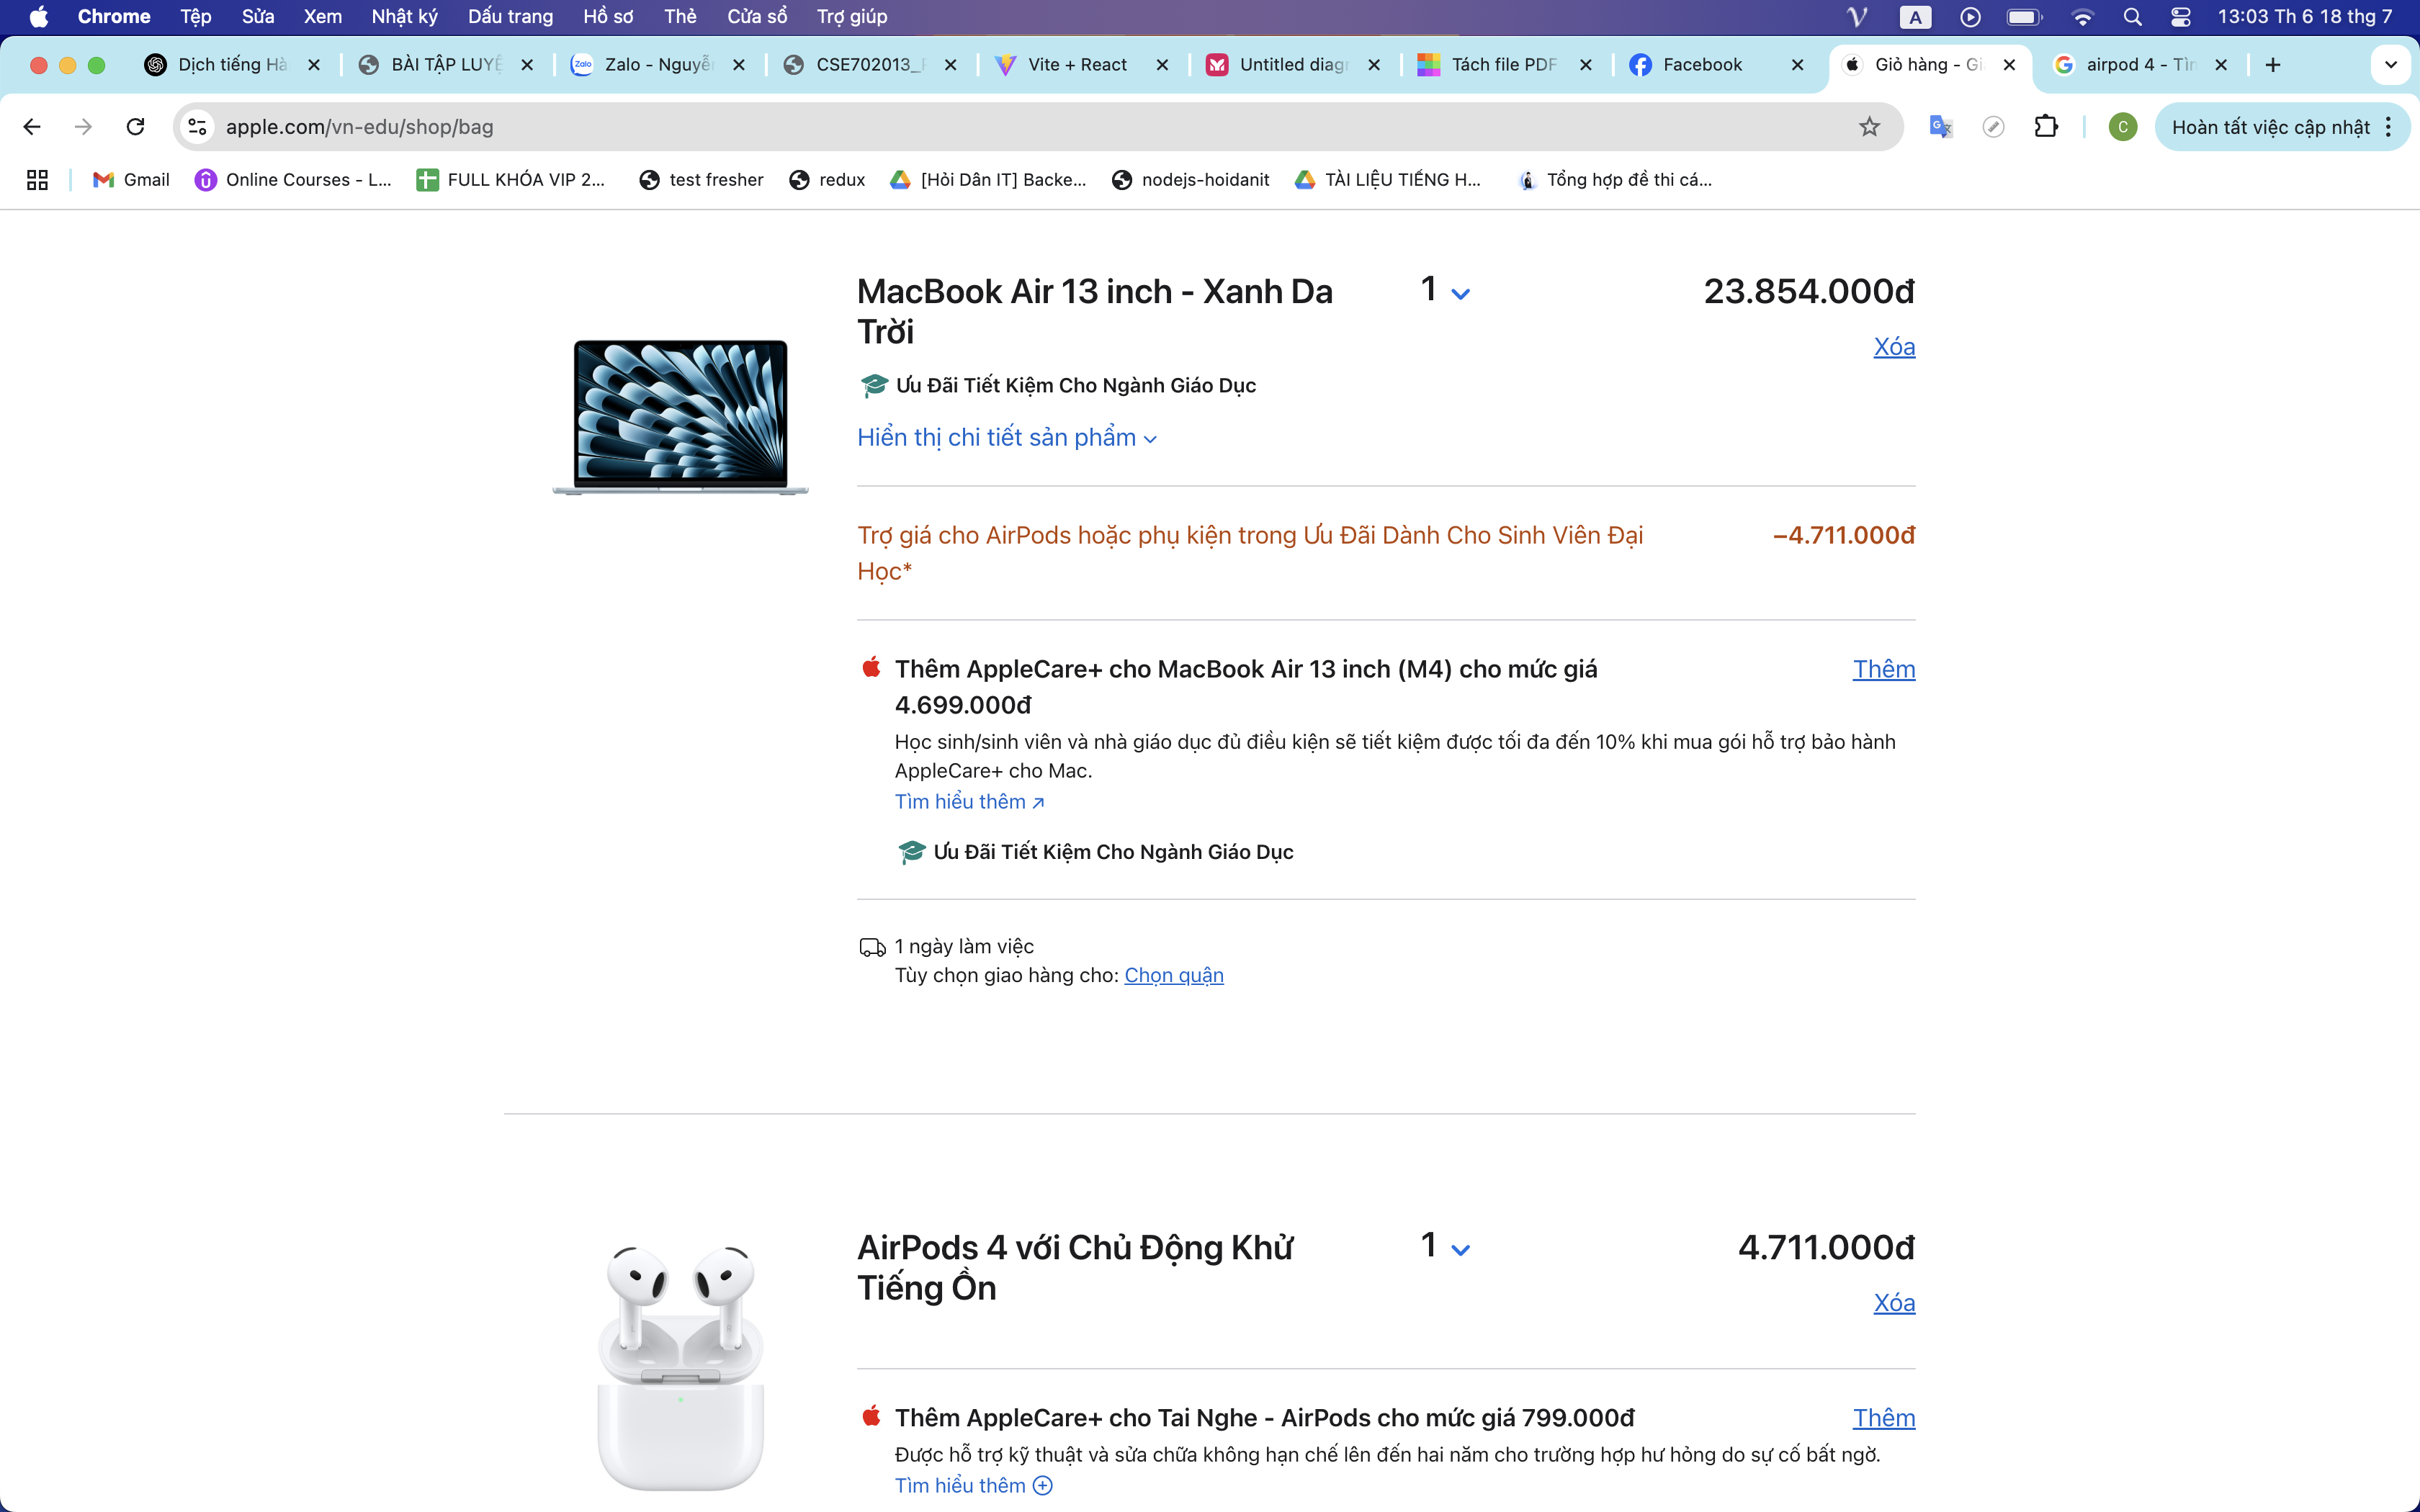 Chrome Tệp Sửa Xem Nhật ký Dấu trang Hồ sơ Thẻ Cửa sổ Trợ giúp A 13:03 Th 6 18 thg 7
Dịch tiếng Hà BÀI TẬP LUYỆ Zalo - Nguyễn CSE702013_ Vite + React Untitled diagr Tách file PDF Facebook Giỏ hàng - Gi airpod 4 - Tìn
apple.com/vn-edu/shop/bag C Hoàn tất việc cập nhật
Gmail Online Courses - L... FULL KHÓA VIP 2... test fresher redux [Hỏi Dân IT] Backe... nodejs-hoidanit TÀI LIỆU TIẾNG H... Tổng hợp đề thi cá...
MacBook Air 13 inch - Xanh Da 1 23.854.000đ
Trời
Xóa
Ưu Đãi Tiết Kiệm Cho Ngành Giáo Dục
Hiển thị chi tiết sản phẩm
Trợ giá cho AirPods hoặc phụ kiện trong Ưu Đãi Dành Cho Sinh Viên Đại –4.711.000đ
Học*
Thêm AppleCare+ cho MacBook Air 13 inch (M4) cho mức giá Thêm
4.699.000đ
Học sinh/sinh viên và nhà giáo dục đủ điều kiện sẽ tiết kiệm được tối đa đến 10% khi mua gói hỗ trợ bảo hành
AppleCare+ cho Mac.
Tìm hiểu thêm
Ưu Đãi Tiết Kiệm Cho Ngành Giáo Dục
1 ngày làm việc
Tùy chọn giao hàng cho: Chọn quận
AirPods 4 với Chủ Động Khử 1 4.711.000đ
Tiếng Ồn
Xóa
Thêm AppleCare+ cho Tai Nghe - AirPods cho mức giá 799.000đ Thêm
Được hỗ trợ kỹ thuật và sửa chữa không hạn chế lên đến hai năm cho trường hợp hư hỏng do sự cố bất ngờ.
Tìm hiểu thêm